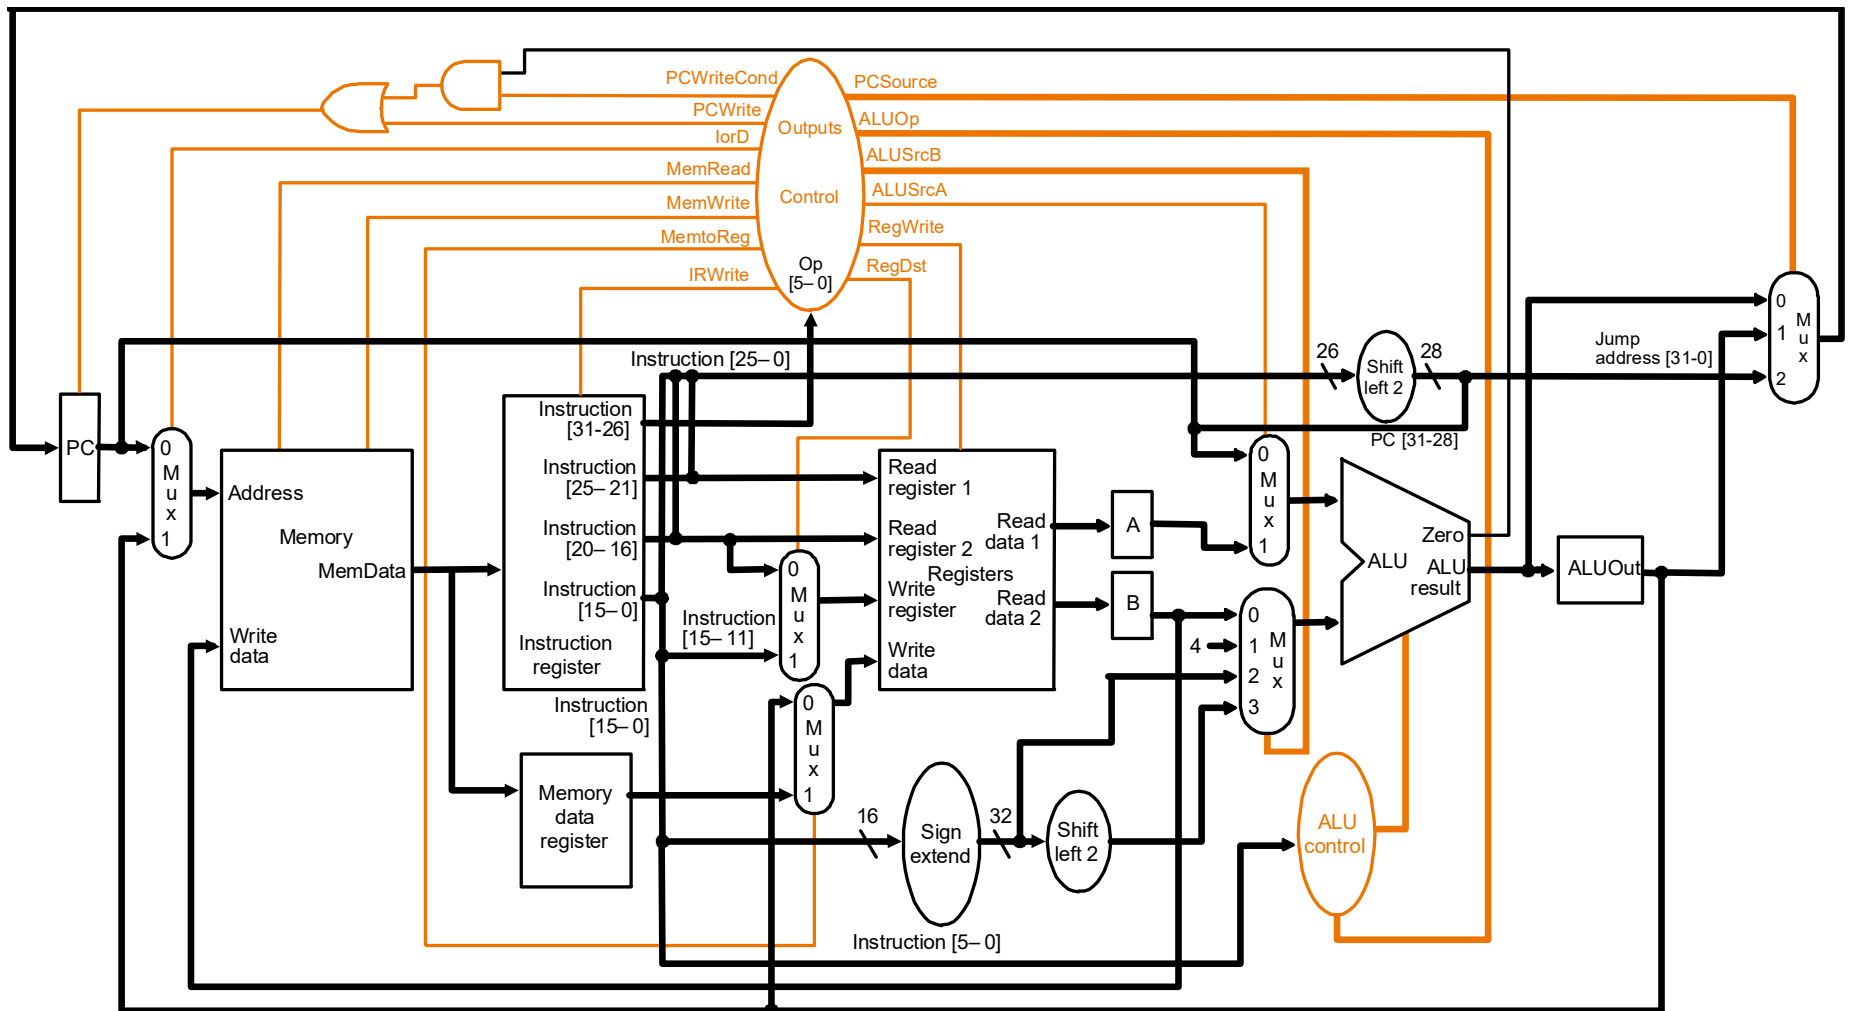 PCWriteCond
PCWrite
IorD
MemRead
MemWrite
MemtoReg
IRWrite
Outputs
Control
Op
[5–0]
PCSource
ALUOp
ALUSrcB
ALUSrcA
RegWrite
RegDst
0
1
2
M
u
x
Jump
address [31-0]
26
Shift
left 2
28
PC [31-28]
Instruction [25–0]
PC
0
M
u
x
1
Address
Memory
MemData
Write
data
Instruction
[31-26]
Instruction
[25–21]
Instruction
[20–16]
Instruction
[15–0]
Instruction
register
Instruction
[15–0]
Instruction
[15–11]
0
M
u
x
1
Read
register 1
Read
register 2
Registers
Write
register
Write
data
Read
data 1
Read
data 2
A
B
0
M
u
x
1
4
0
1
2
3
M
u
x
Zero
ALU
ALU
result
ALUOut
Memory
data
register
0
M
u
x
1
16
Sign
extend
32
Shift
left 2
ALU
control
Instruction [5–0]